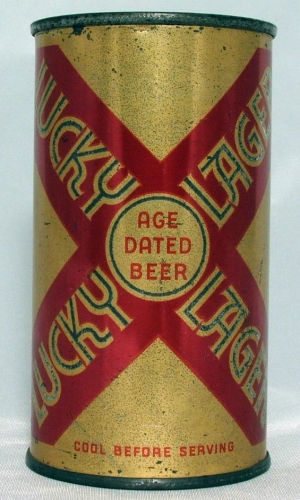 LUCKY LAGER
AGE
DATED
BEER
LUCKY LAGER
COOL BEFORE SERVING